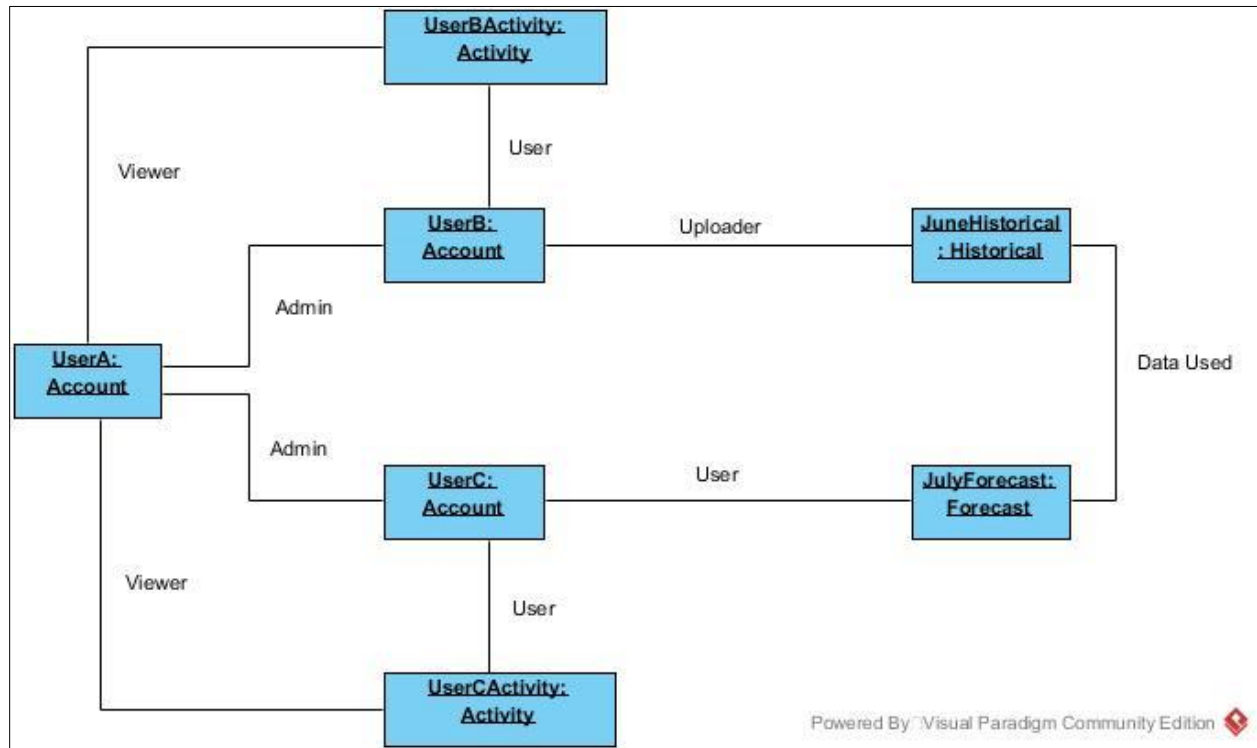 UserBActivity:
Activity
User
Viewer
UserB:
Account
Uploader
JuneHistorical
: Historical
Admin
UserA:
Account
Data Used
Admin
UserC:
Account
User
JulyForecast:
Forecast
Viewer
User
UserCActivity:
Activity
Powered By Visual Paradigm Community Edition